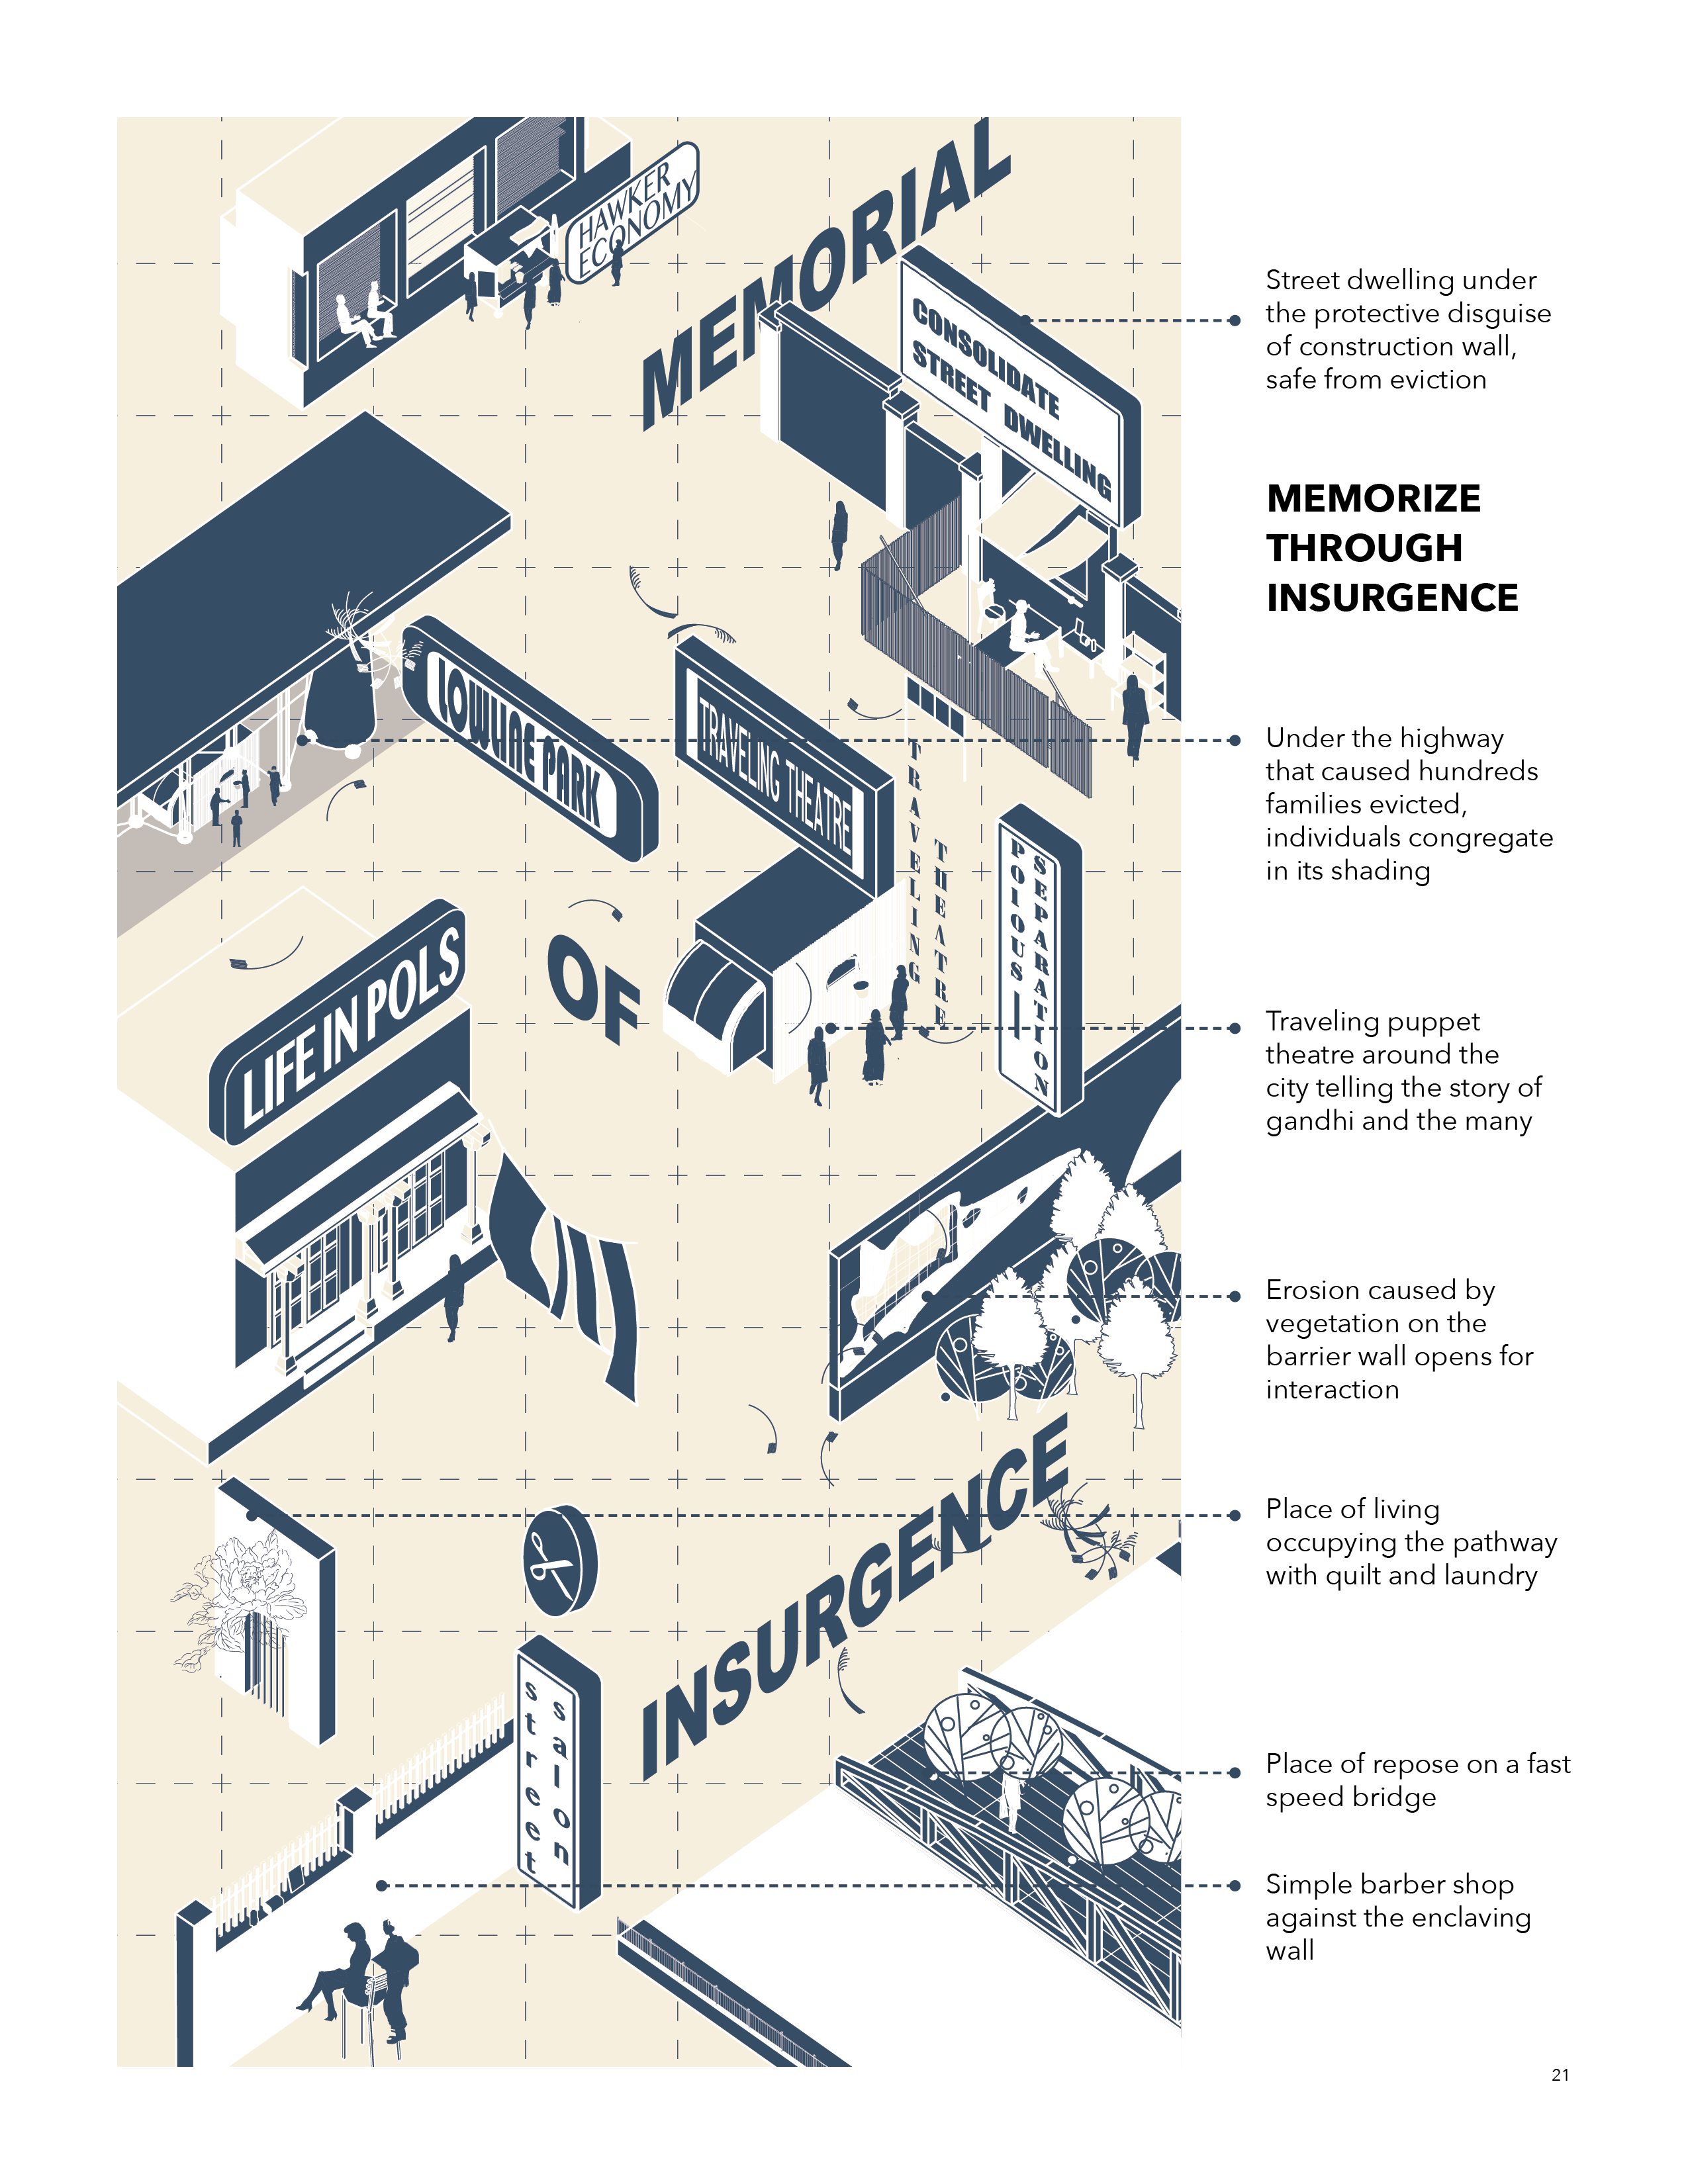 HAWKER
ECONOMY
MEMORIAL
CONSOLIDATE
STREET DWELLING
Street dwelling under
the protective disguise
of construction wall,
safe from eviction
MEMORIZE
THROUGH
INSURGENCE
LOWLINE PARK
TRAVELING THEATRE
TRAVELING
THEATRE
Under the highway
that caused hundreds
families evicted,
individuals congregate
in its shading
POIOUS |
SEPARATION
LIFE IN POLS
OF
Traveling puppet
theatre around the
city telling the story of
gandhi and the many
Erosion caused by
vegetation on the
barrier wall opens for
interaction
INSURGENCE
Place of living
occupying the pathway
with quilt and laundry
street
salon
Place of repose on a fast
speed bridge
Simple barber shop
against the enclaving
wall
21